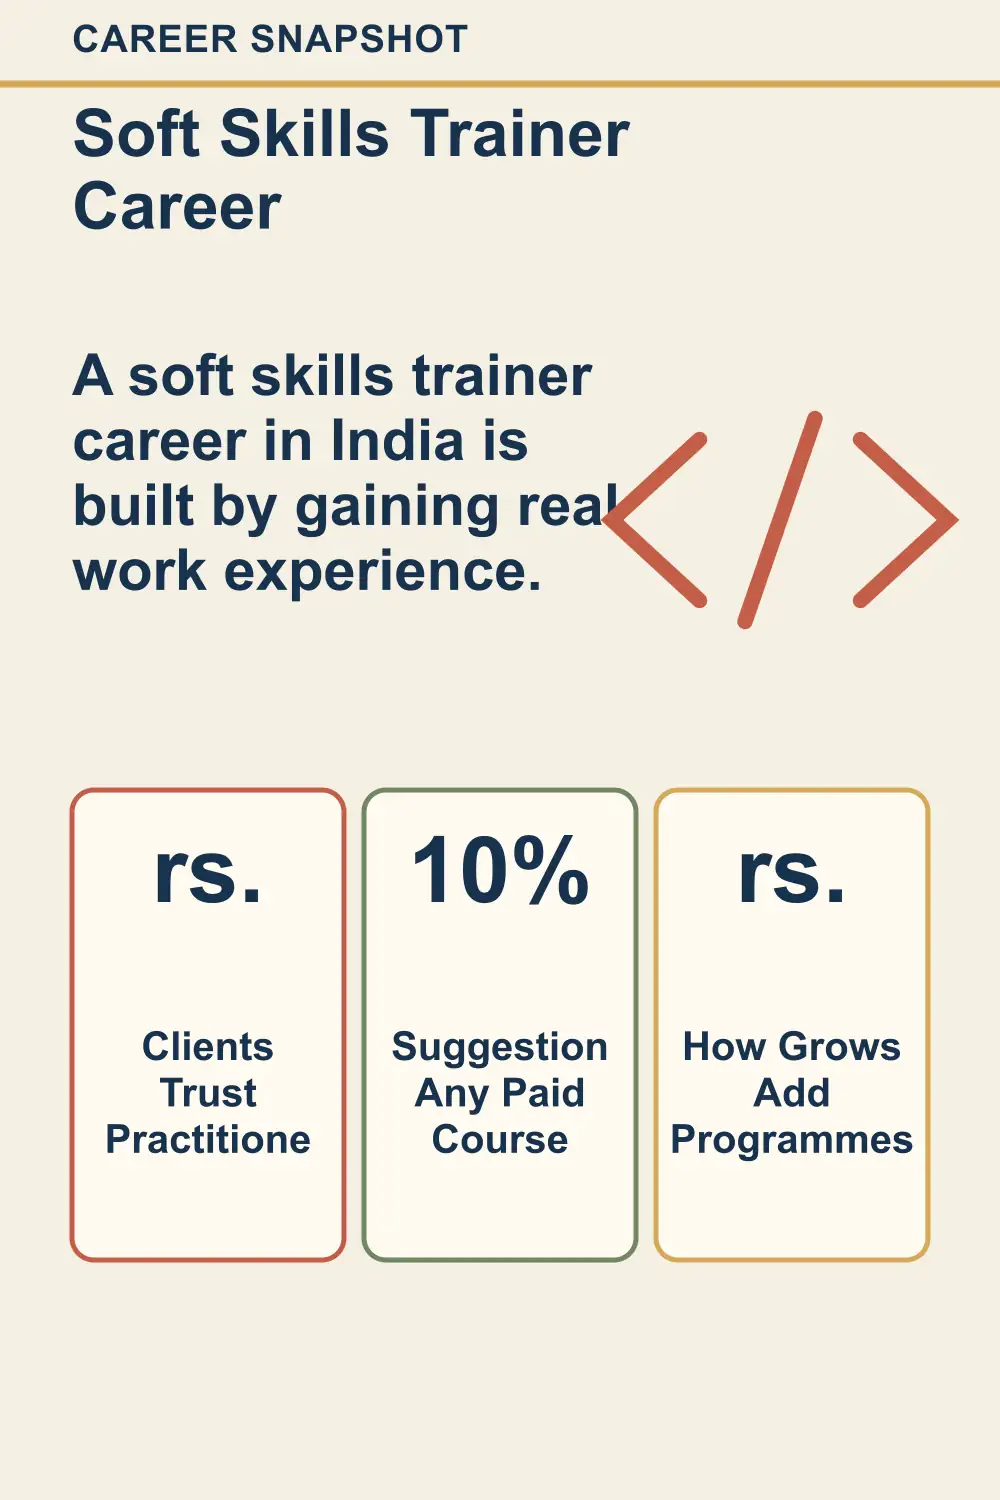 CAREER SNAPSHOT
Soft Skills Trainer
Career
A soft skills trainer
career in India is
built by gaining real
work experience.
rs.
Clients
Trust
Practitione
10%
Suggestion
Any Paid
Course
rs.
How Grows
Add
Programmes